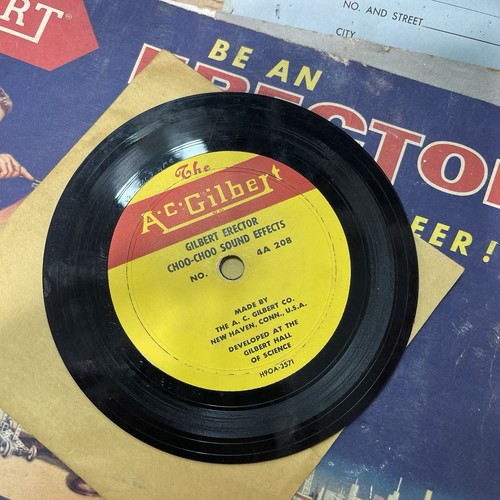 NO. AND STREET
CITY
RT®
BE AN
ERECTOR
EER!
The
A.C. Gilbert
GILBERT ERECTOR
CHOO-CHOO SOUND EFFECTS
NO. 4A 208
MADE BY
THE A. C. GILBERT CO.
NEW HAVEN, CONN., U.S.A.
DEVELOPED AT THE
GILBERT HALL
OF SCIENCE
H9OA-3571